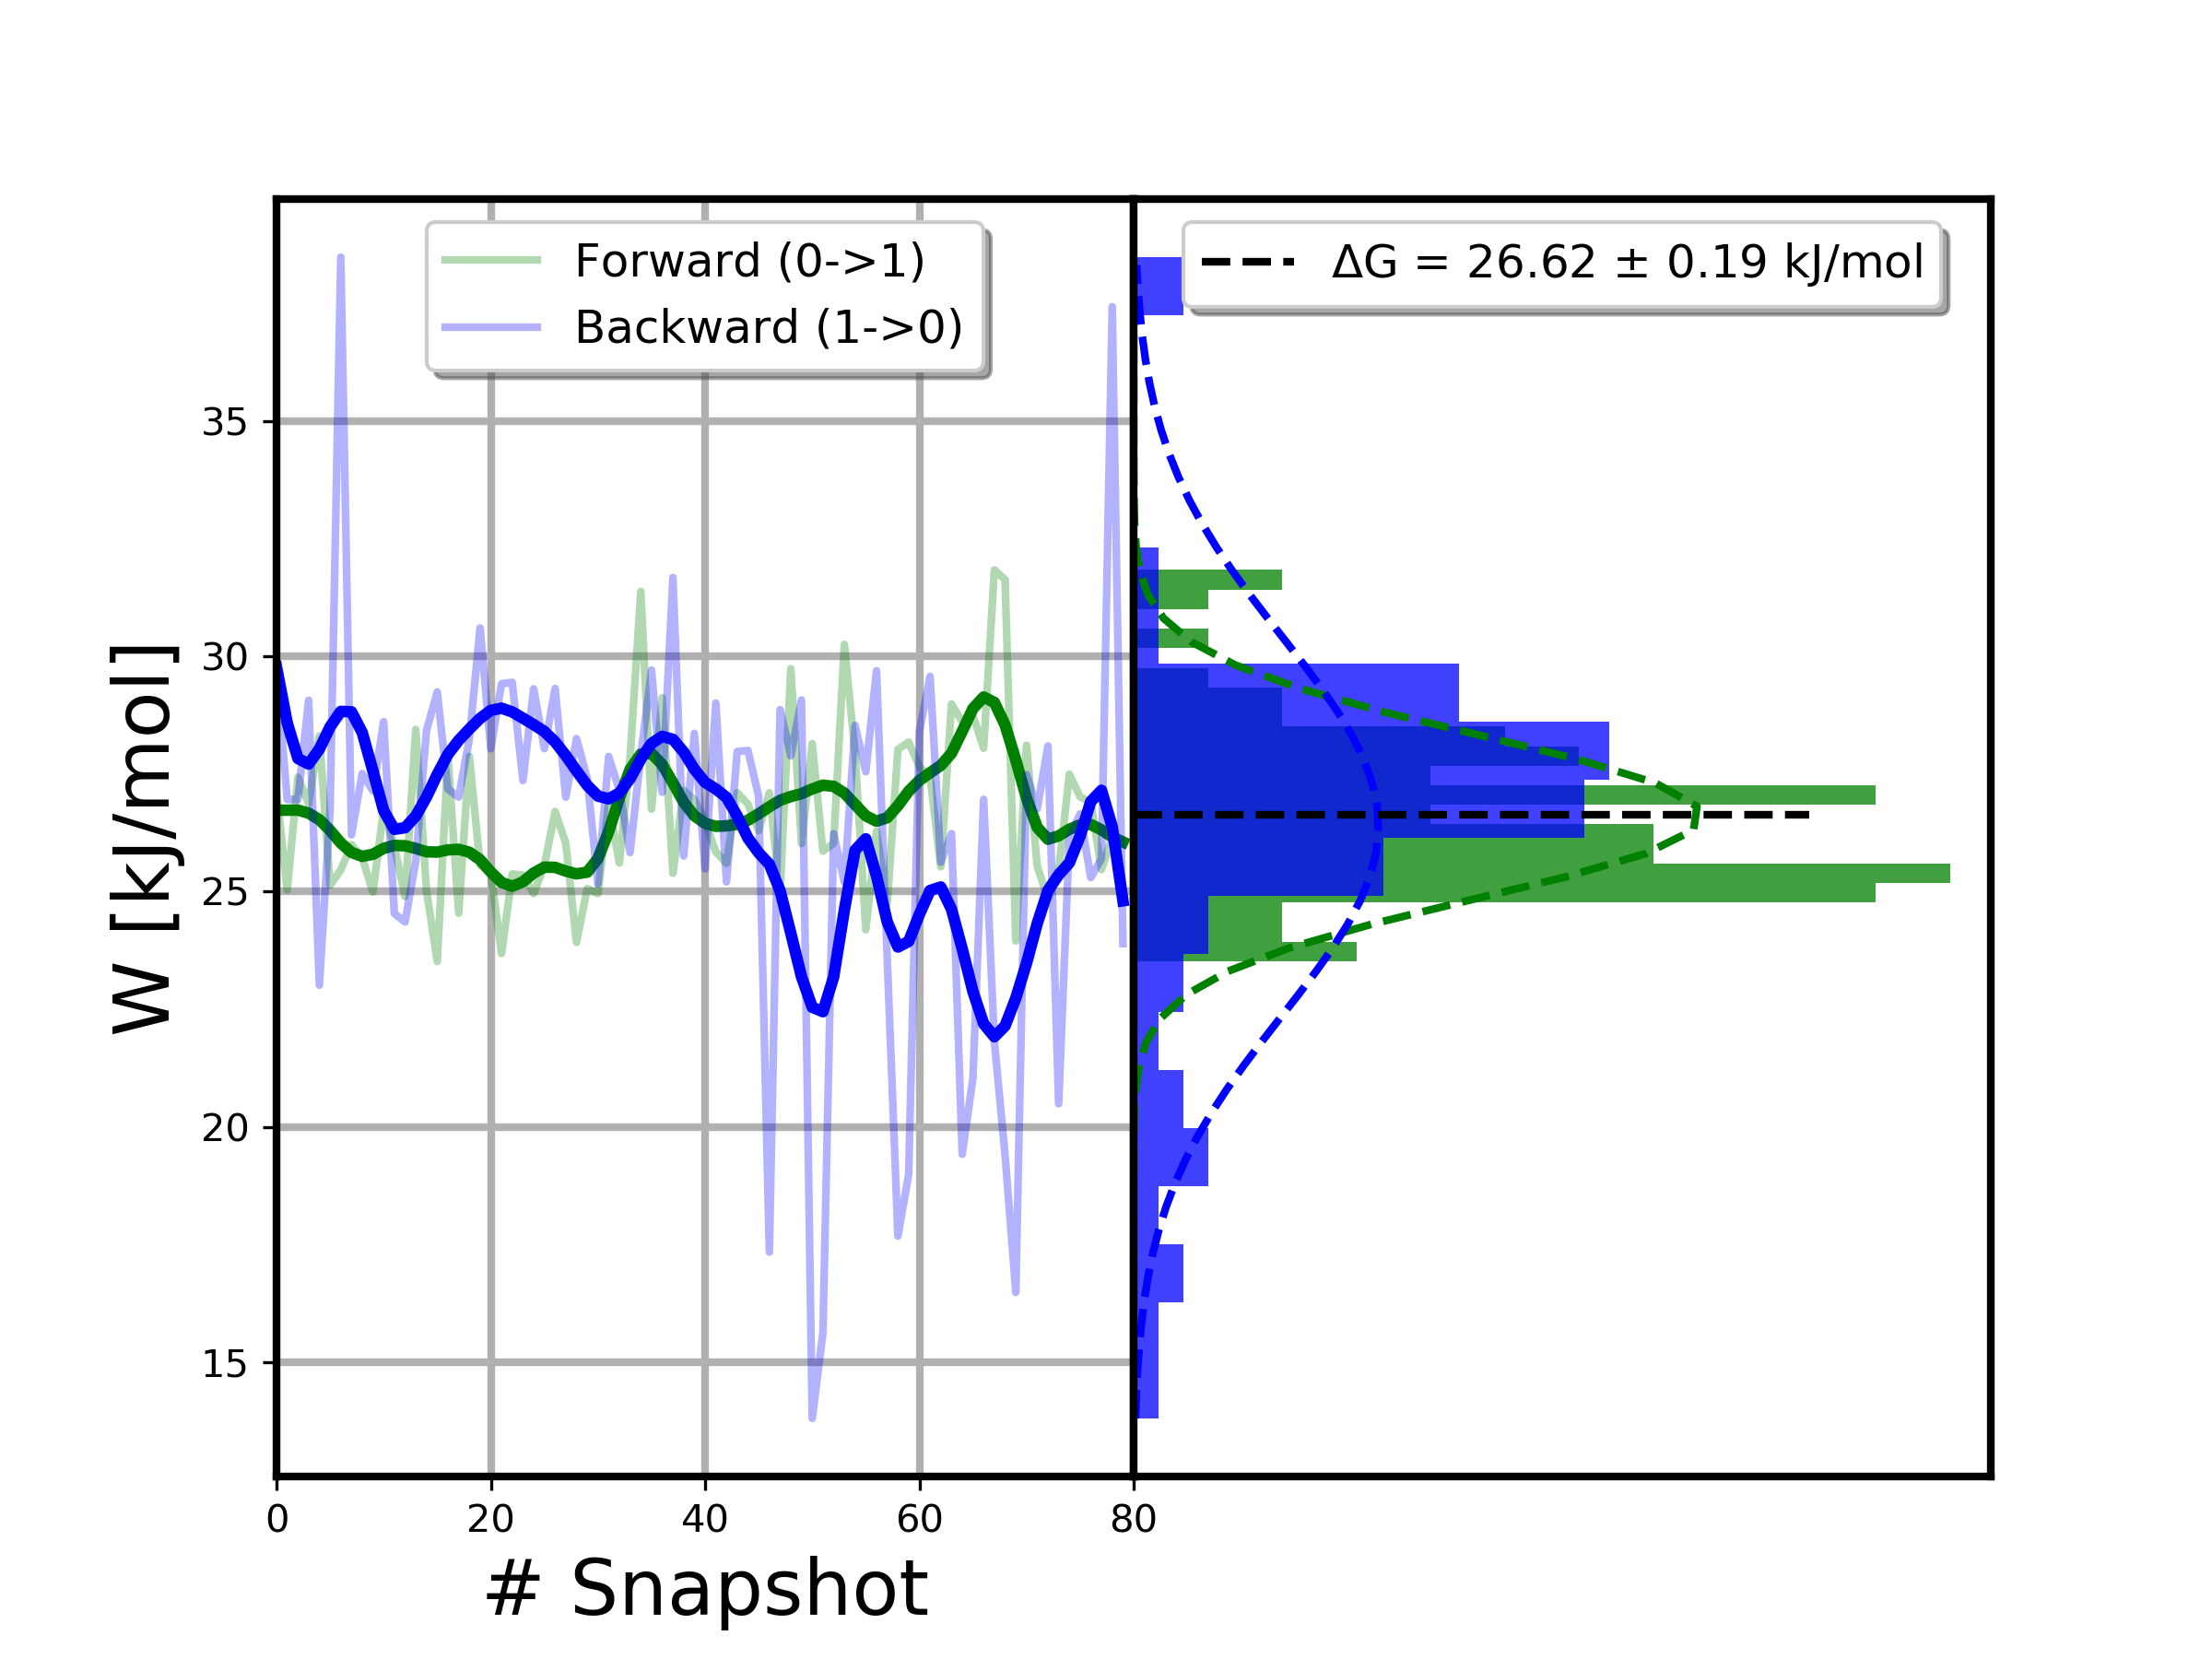 Forward (0->1)
Backward (1->0)
ΔG = 26.62 ± 0.19 kJ/mol
W [kJ/mol]
35
30
25
20
15
0 20 40 60 80
# Snapshot